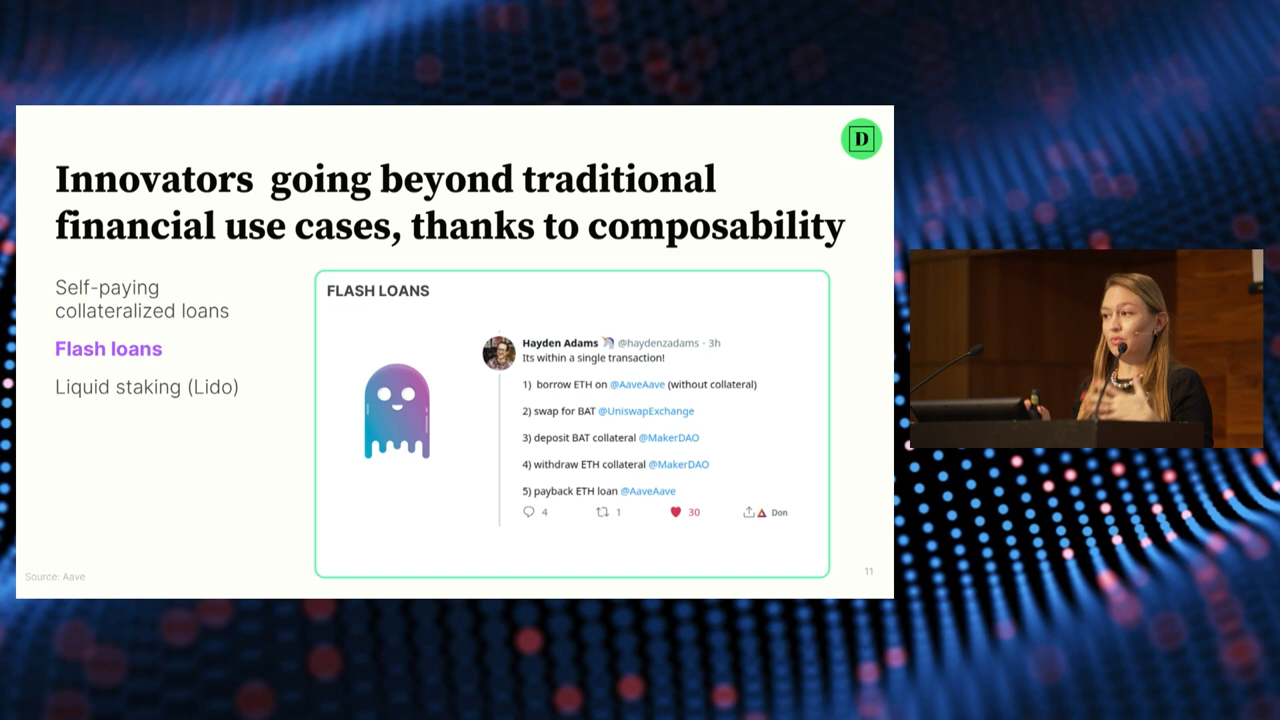 D
Innovators going beyond traditional
financial use cases, thanks to composability
Self-paying
collateralized loans
Flash loans
Liquid staking (Lido)
FLASH LOANS
Hayden Adams 🦄 @haydenzadams · 3h
Its within a single transaction!
1) borrow ETH on @AaveAave (without collateral)
2) swap for BAT @UniswapExchange
3) deposit BAT collateral @MakerDAO
4) withdraw ETH collateral @MakerDAO
5) payback ETH loan @AaveAave
4 1 30 Don
Source: Aave
11